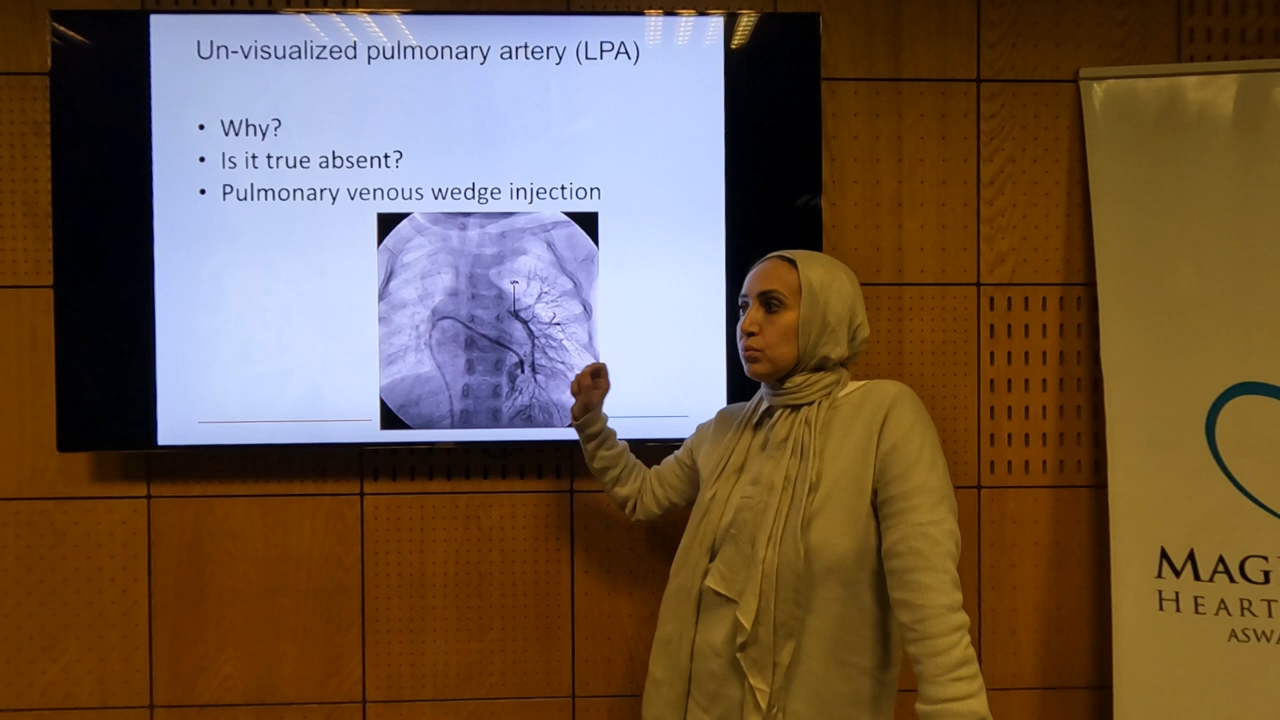 Un-visualized pulmonary artery (LPA)
• Why?
• Is it true absent?
• Pulmonary venous wedge injection
MAG
HEART
ASWA